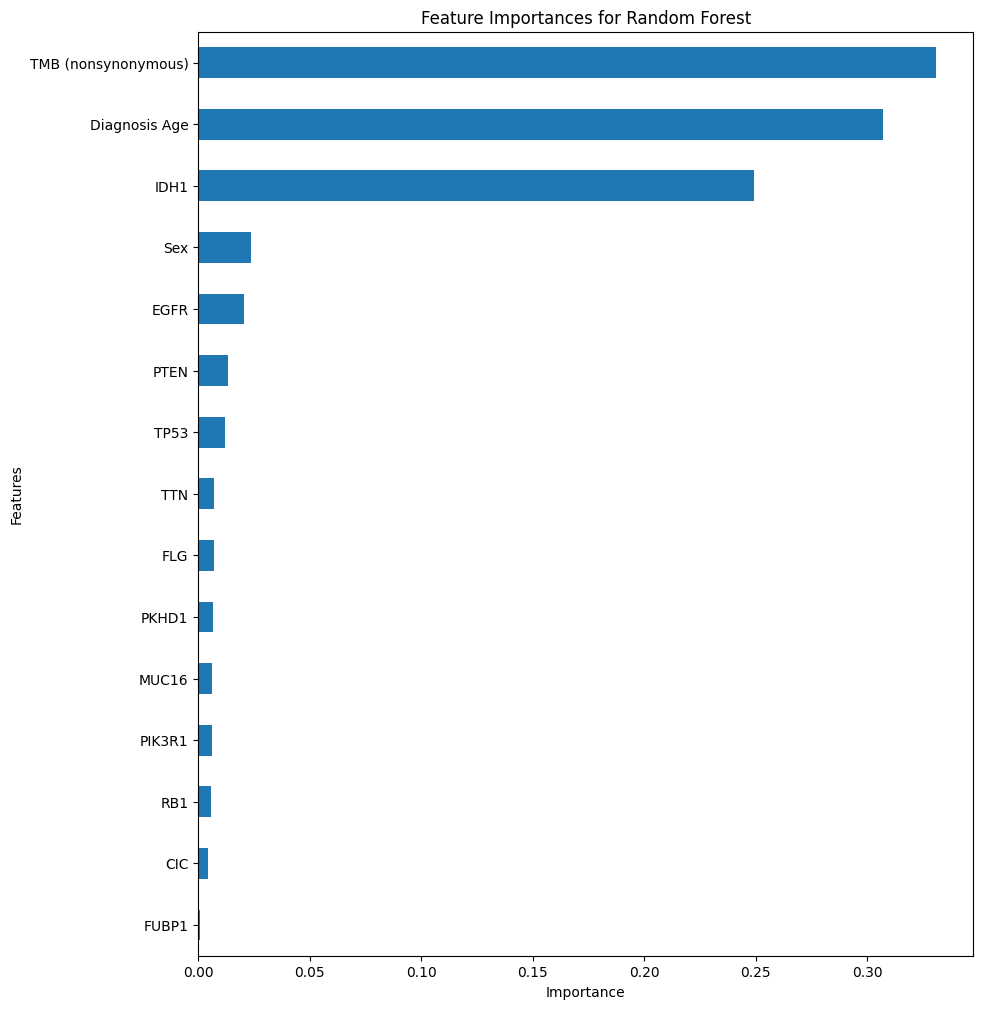 Feature Importances for Random Forest
TMB (nonsynonymous)
Diagnosis Age
IDH1
Sex
EGFR
PTEN
TP53
TTN
FLG
PKHD1
MUC16
PIK3R1
RB1
CIC
FUBP1
Features
0.00 0.05 0.10 0.15 0.20 0.25 0.30
Importance